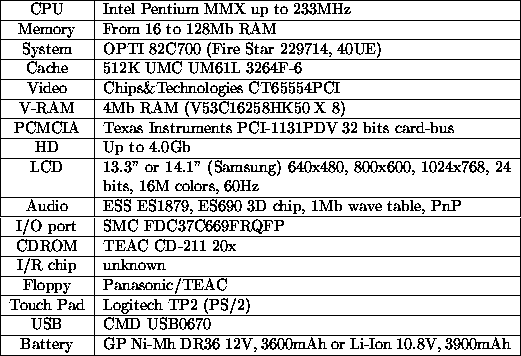 CPU Intel Pentium MMX up to 233MHz
Memory From 16 to 128Mb RAM
System OPTI 82C700 (Fire Star 229714, 40UE)
Cache 512K UMC UM61L 3264F-6
Video Chips&Technologies CT65554PCI
V-RAM 4Mb RAM (V53C16258HK50 X 8)
PCMCIA Texas Instruments PCI-1131PDV 32 bits card-bus
HD Up to 4.0Gb
LCD 13.3" or 14.1" (Samsung) 640x480, 800x600, 1024x768, 24
bits, 16M colors, 60Hz
Audio ESS ES1879, ES690 3D chip, 1Mb wave table, PnP
I/O port SMC FDC37C669FRQFP
CDROM TEAC CD-211 20x
I/R chip unknown
Floppy Panasonic/TEAC
Touch Pad Logitech TP2 (PS/2)
USB CMD USB0670
Battery GP Ni-Mh DR36 12V, 3600mAh or Li-Ion 10.8V, 3900mAh